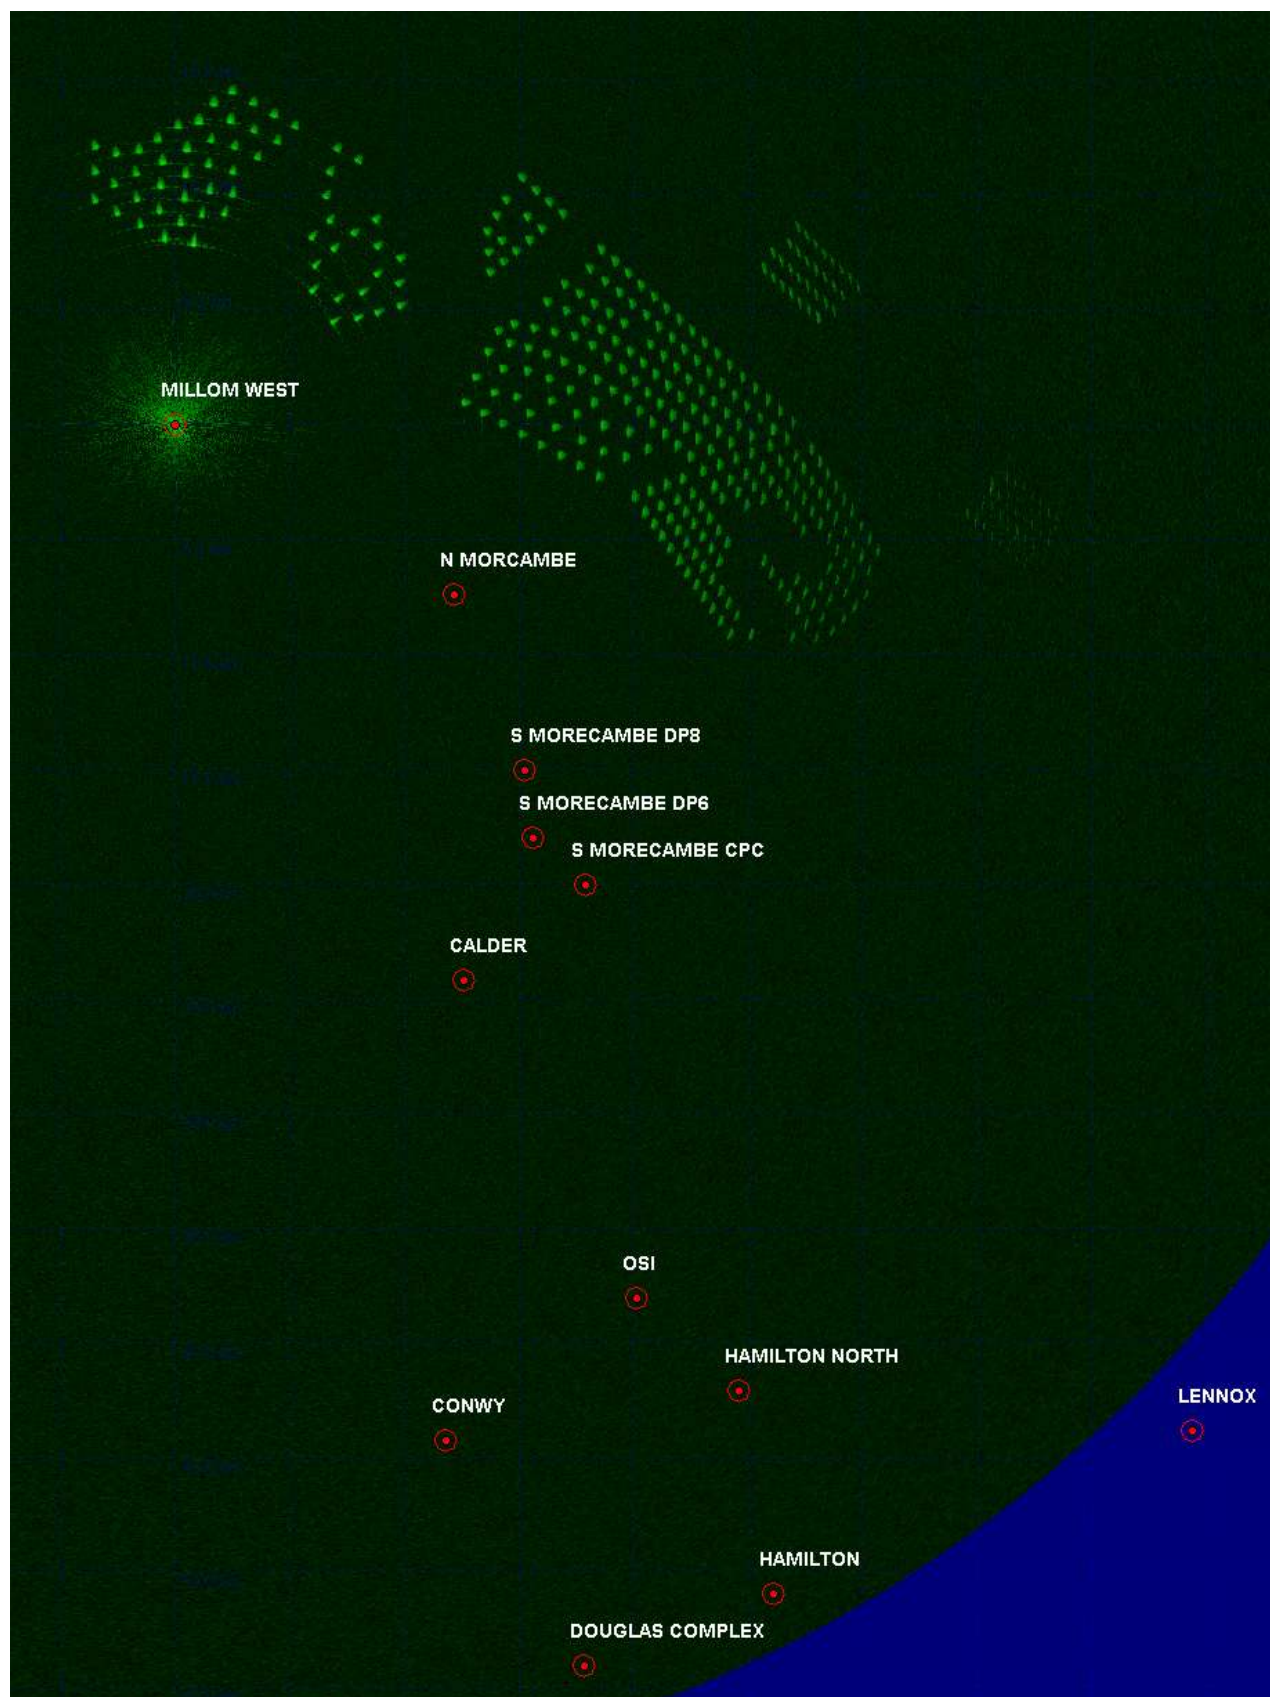 MILLOM WEST
N MORCAMBE
S MORECAMBE DP8
S MORECAMBE DP6
S MORECAMBE CPC
CALDER
OSI
HAMILTON NORTH
LENNOX
CONWY
HAMILTON
DOUGLAS COMPLEX